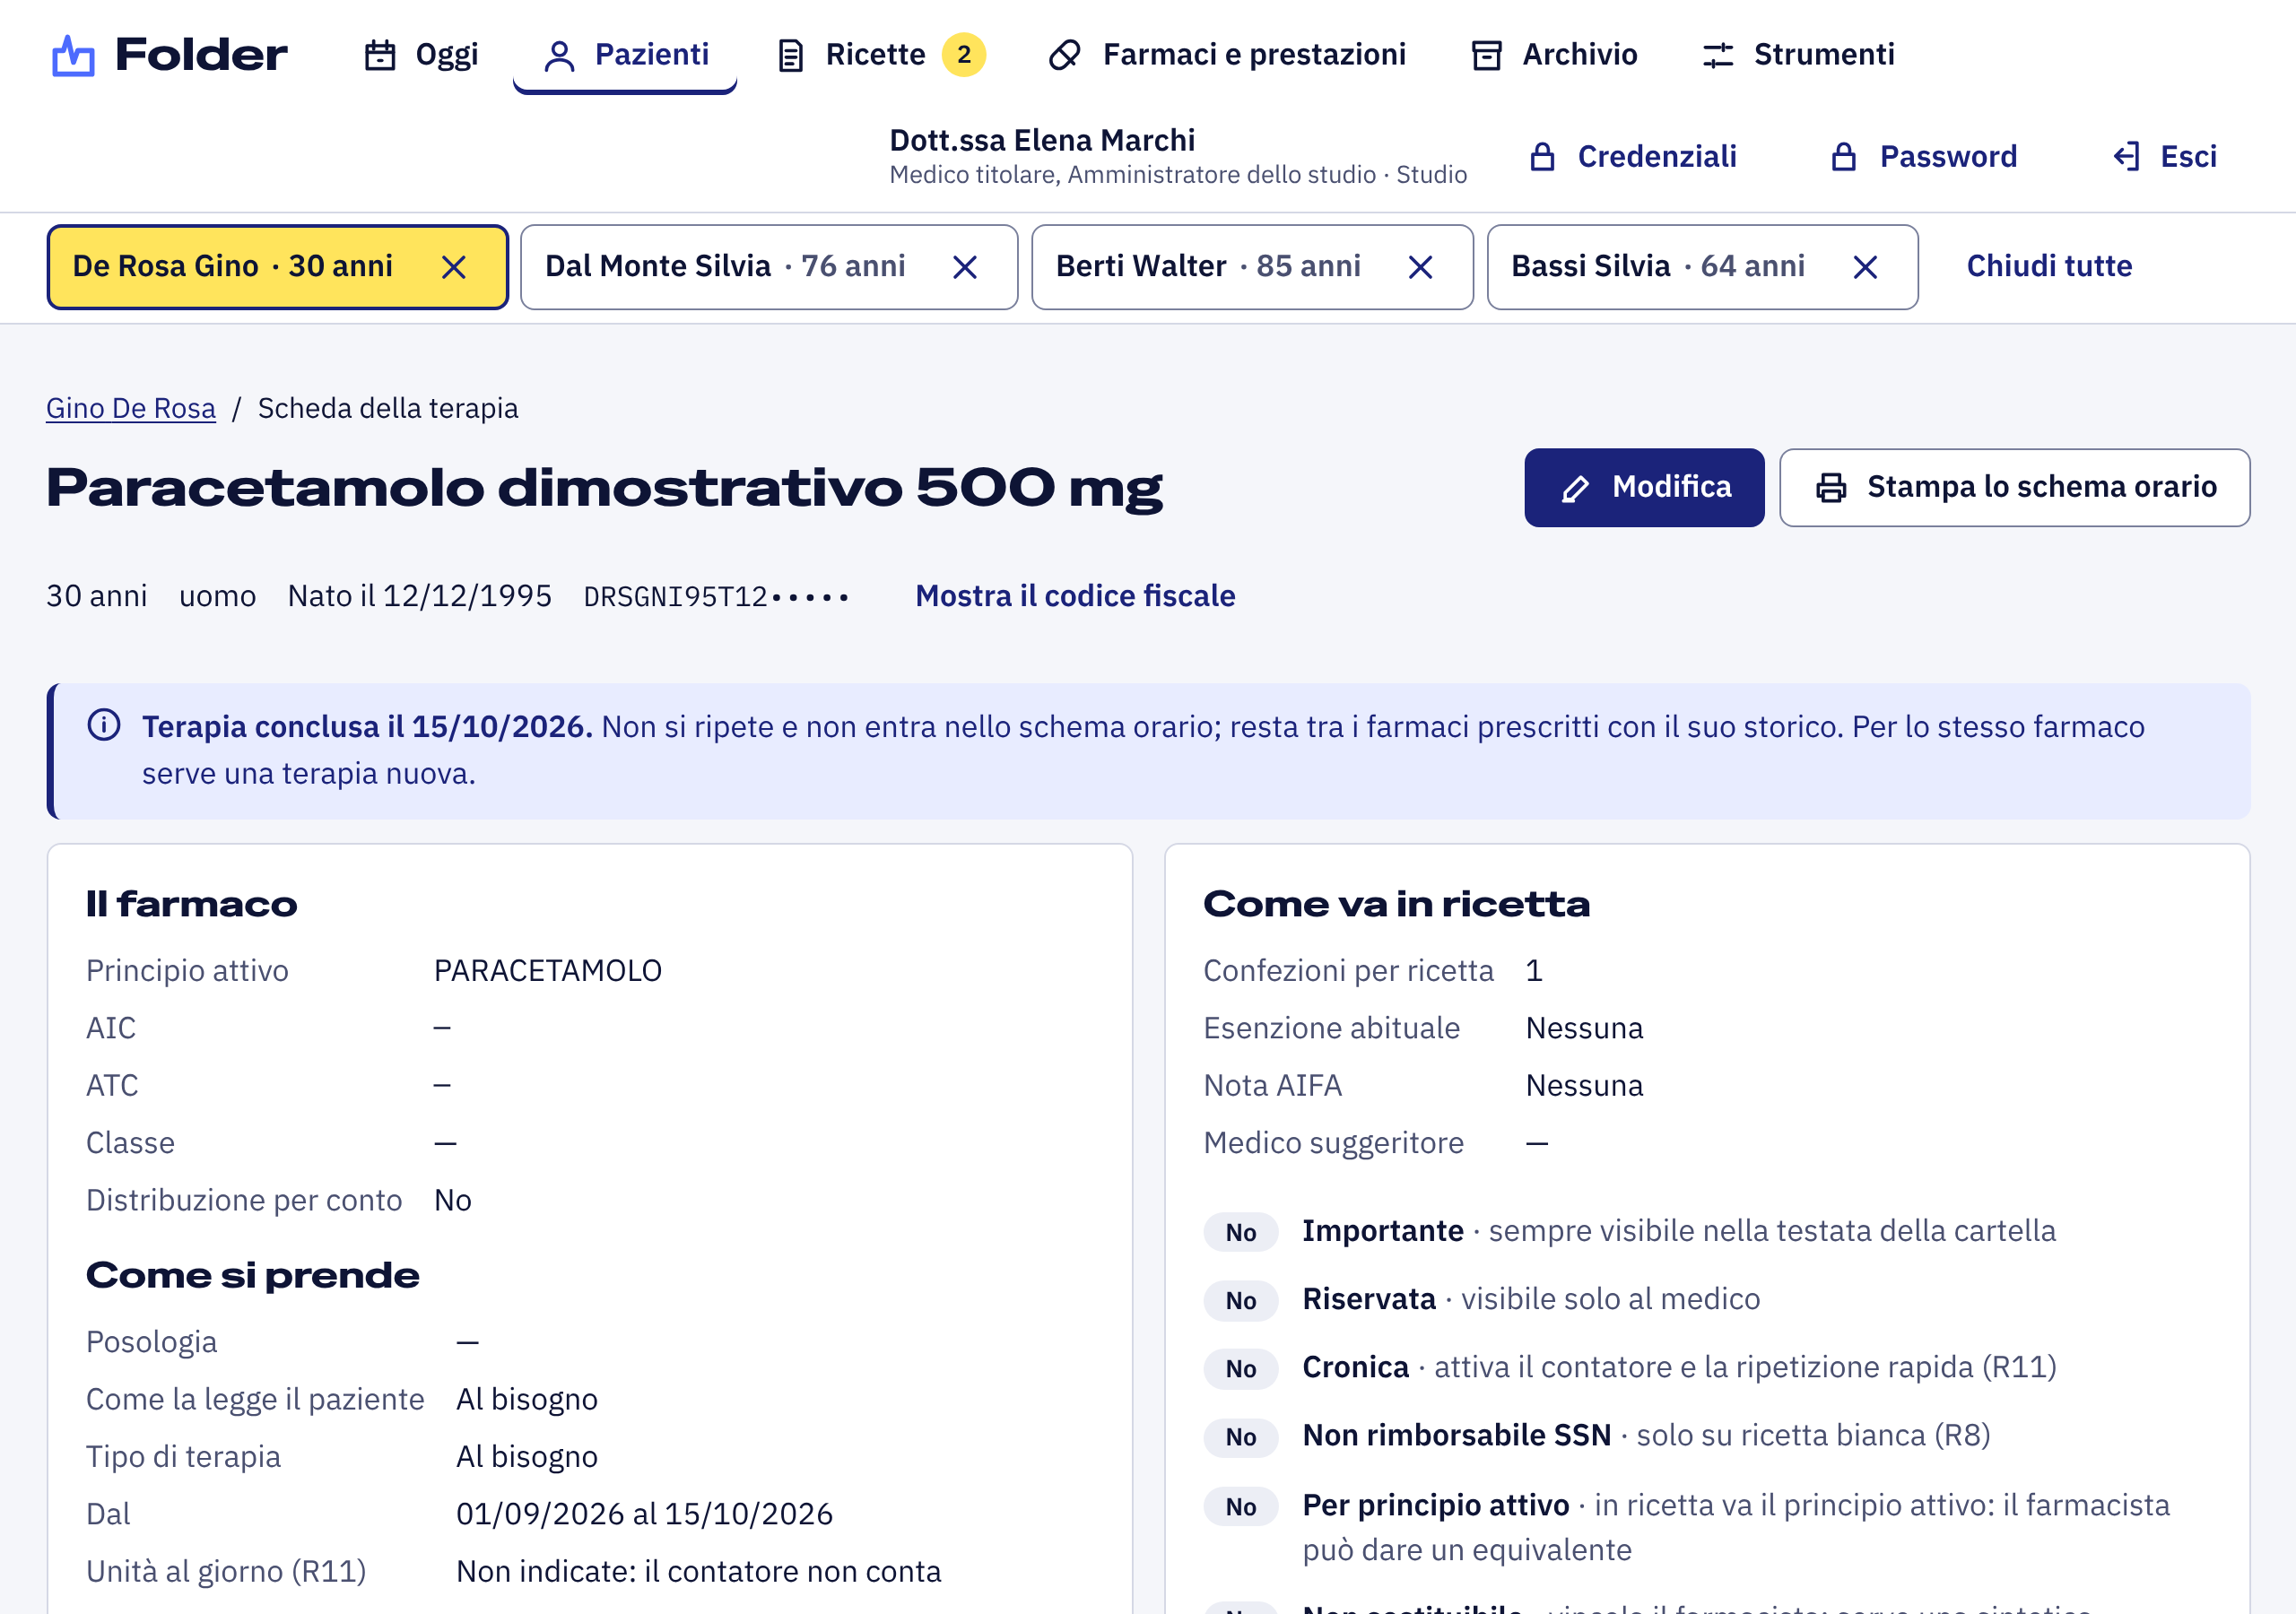 Folder
Oggi
Pazienti
Ricette 2
Farmaci e prestazioni
Archivio
Strumenti
Dott.ssa Elena Marchi
Medico titolare, Amministratore dello studio · Studio
Credenziali
Password
Esci
De Rosa Gino · 30 anni
Dal Monte Silvia · 76 anni
Berti Walter · 85 anni
Bassi Silvia · 64 anni
Chiudi tutte
Gino De Rosa / Scheda della terapia
Paracetamolo dimostrativo 500 mg
Modifica
Stampa lo schema orario
30 anni uomo Nato il 12/12/1995 DRSGNI95T12••••• Mostra il codice fiscale
Terapia conclusa il 15/10/2026. Non si ripete e non entra nello schema orario; resta tra i farmaci prescritti con il suo storico. Per lo stesso farmaco
serve una terapia nuova.
Il farmaco
Principio attivo PARACETAMOLO
AIC –
ATC –
Classe —
Distribuzione per conto No
Come si prende
Posologia —
Come la legge il paziente Al bisogno
Tipo di terapia Al bisogno
Dal 01/09/2026 al 15/10/2026
Unità al giorno (R11) Non indicate: il contatore non conta
Come va in ricetta
Confezioni per ricetta 1
Esenzione abituale Nessuna
Nota AIFA Nessuna
Medico suggeritore —
No Importante · sempre visibile nella testata della cartella
No Riservata · visibile solo al medico
No Cronica · attiva il contatore e la ripetizione rapida (R11)
No Non rimborsabile SSN · solo su ricetta bianca (R8)
No Per principio attivo · in ricetta va il principio attivo: il farmacista
può dare un equivalente